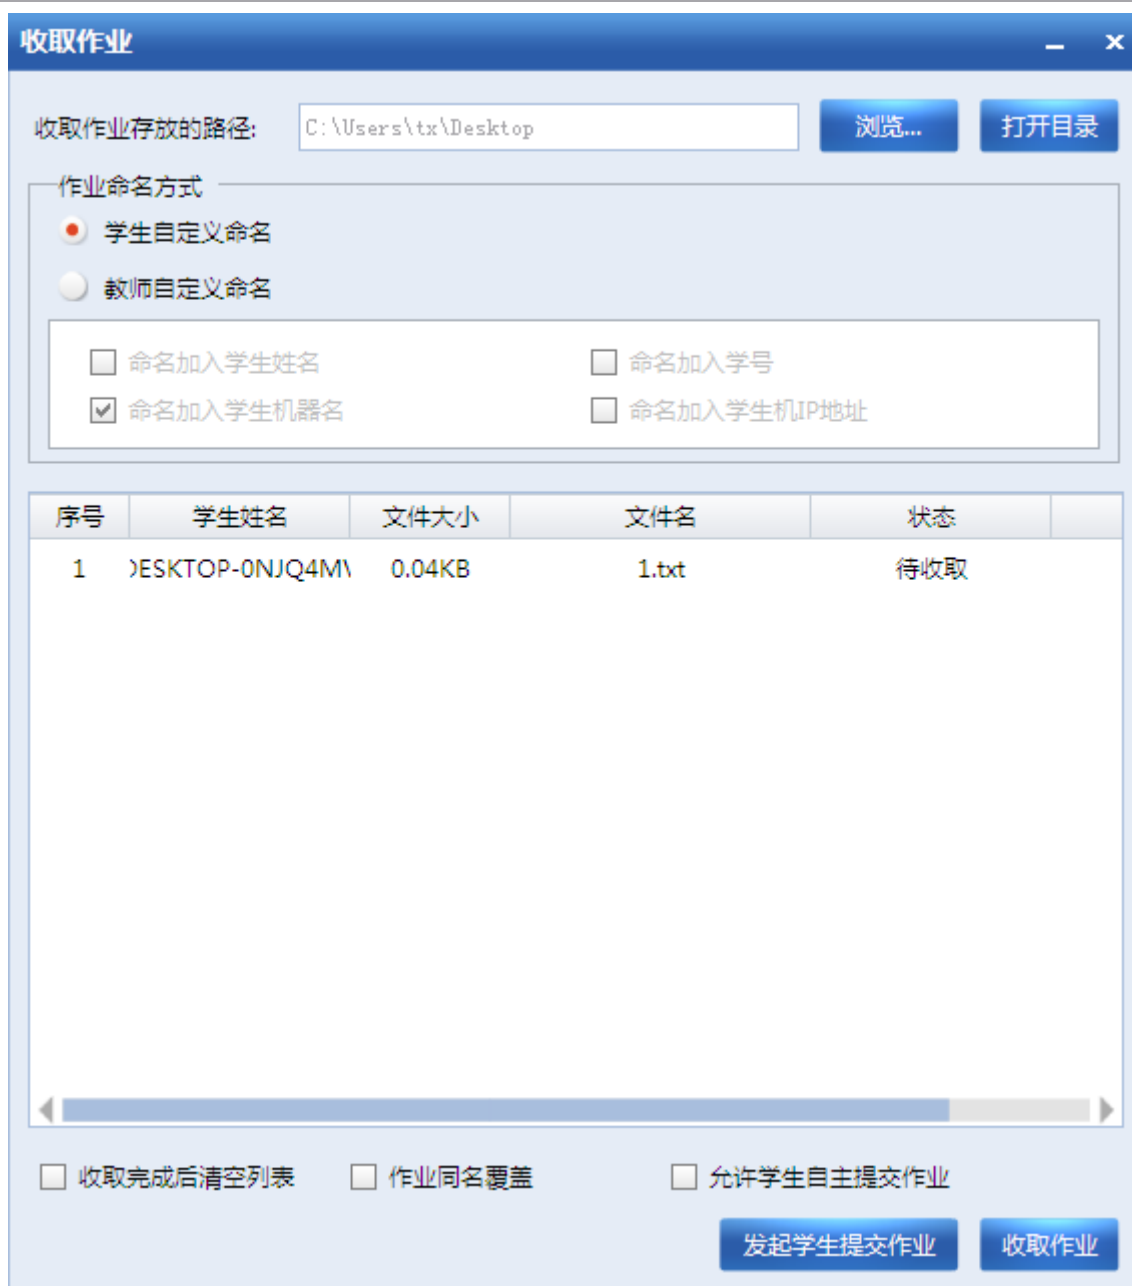 收取作业
收取作业存放的路径: C:\Users\tx\Desktop 浏览... 打开目录
作业命名方式
学生自定义命名
教师自定义命名
命名加入学生姓名 命名加入学号
命名加入学生机器名 命名加入学生机IP地址
序号 学生姓名 文件大小 文件名 状态
1 DESKTOP-0NJQ4M 0.04KB 1.txt 待收取
收取完成后清空列表 作业同名覆盖 允许学生自主提交作业
发起学生提交作业 收取作业